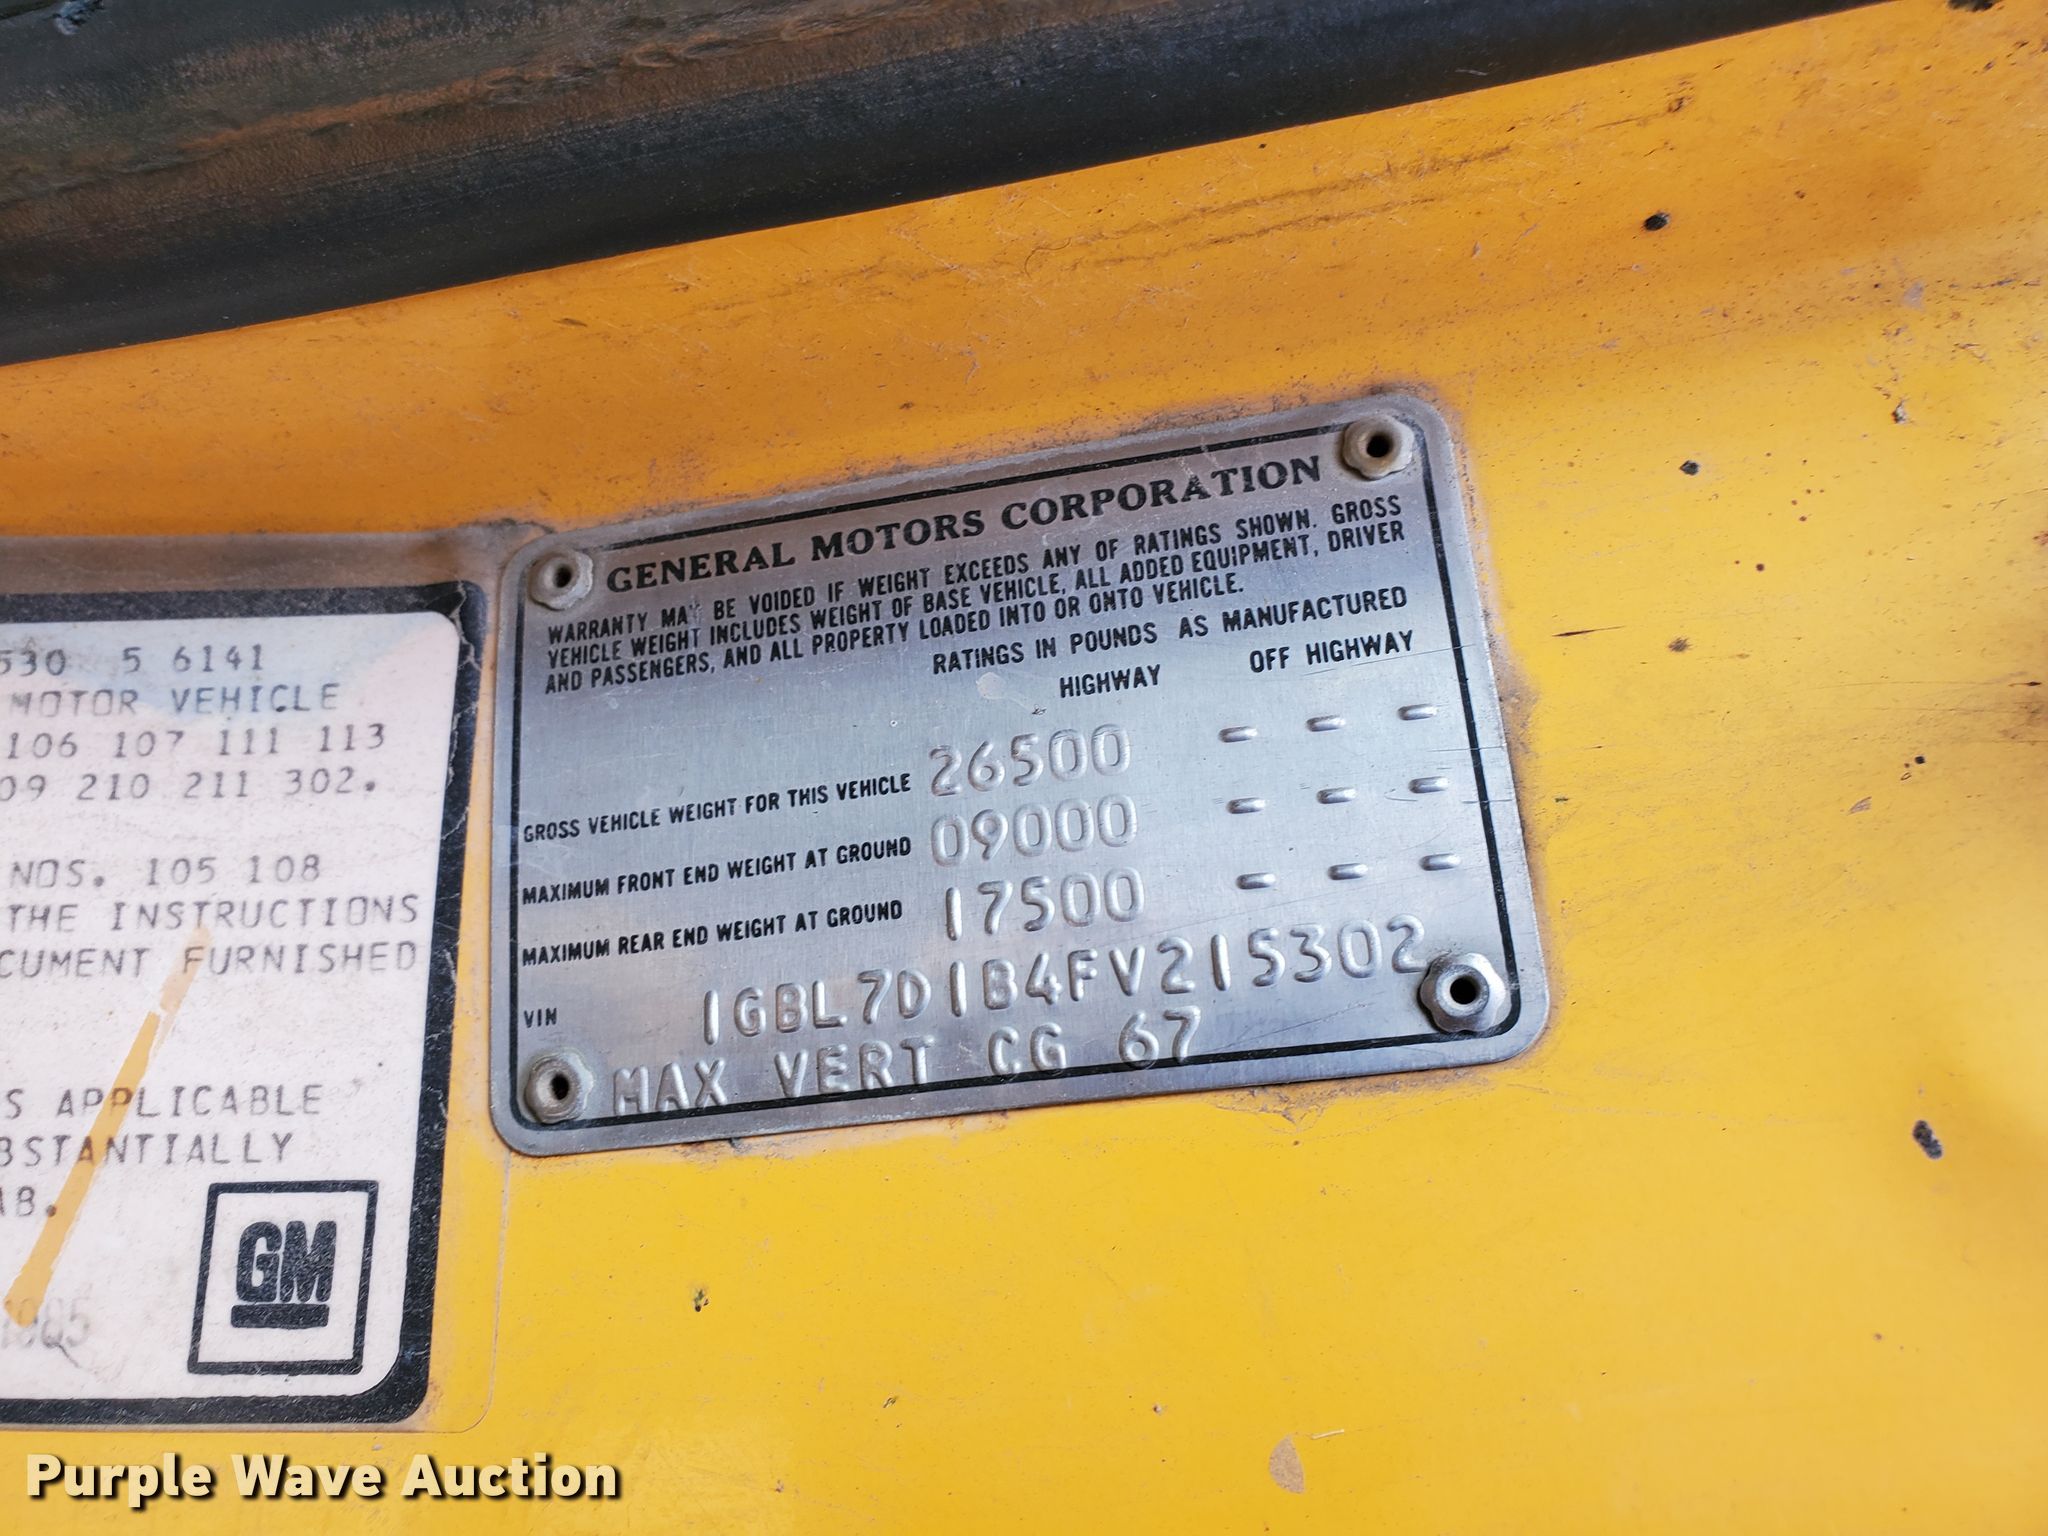 GENERAL MOTORS CORPORATION
WARRANTY MAY BE VOIDED IF WEIGHT EXCEEDS ANY OF RATINGS SHOWN. GROSS
VEHICLE WEIGHT INCLUDES WEIGHT OF BASE VEHICLE, ALL ADDED EQUIPMENT, DRIVER
AND PASSENGERS, AND ALL PROPERTY LOADED INTO OR ONTO VEHICLE.
RATINGS IN POUNDS AS MANUFACTURED
HIGHWAY OFF HIGHWAY
GROSS VEHICLE WEIGHT FOR THIS VEHICLE 26500 - - -
MAXIMUM FRONT END WEIGHT AT GROUND 09000 - - -
MAXIMUM REAR END WEIGHT AT GROUND 17500 - - -
VIN 1GBL7D1B4FV215302
MAX VERT CG 67
530 5 6141
MOTOR VEHICLE
106 107 111 113
09 210 211 302.
NOS. 105 108
THE INSTRUCTIONS
CUMENT FURNISHED
S APPLICABLE
BSTANTIALLY
AB.
1985
GM
Purple Wave Auction